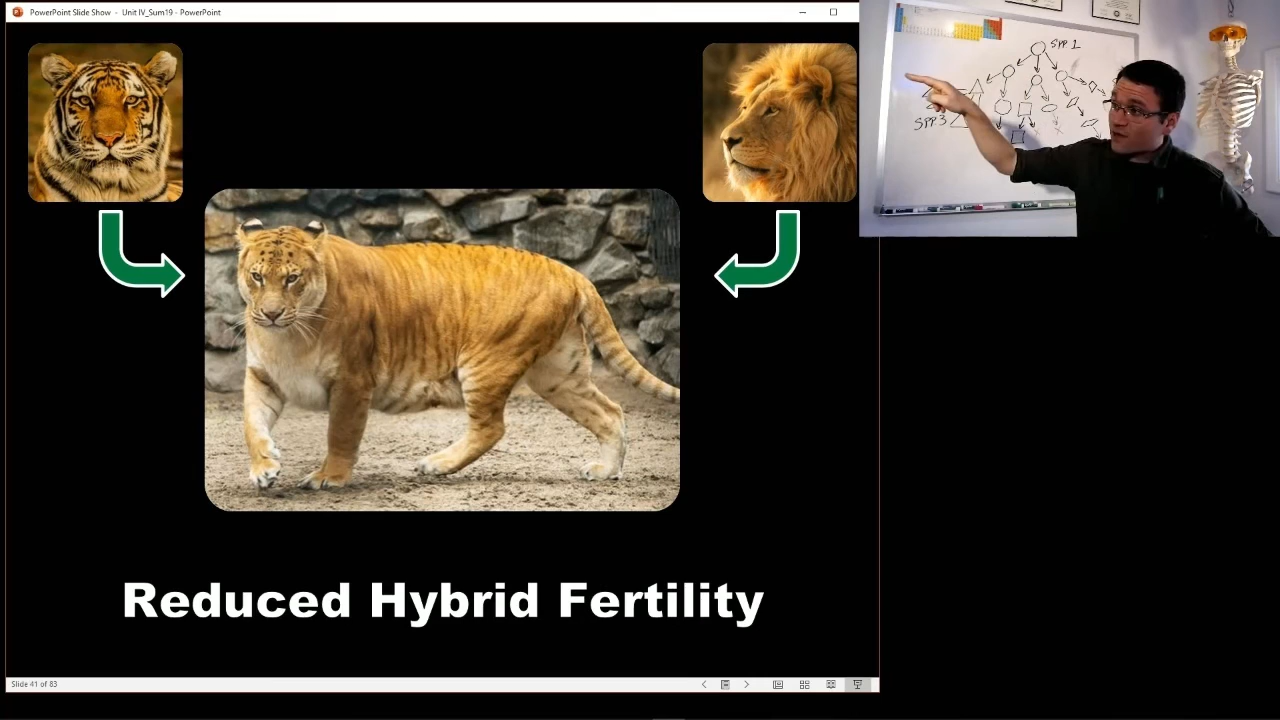 PowerPoint Slide Show - Unit IV_Sum19 - PowerPoint
SPP 1
SPP.3
Reduced Hybrid Fertility
Slide 41 of 83